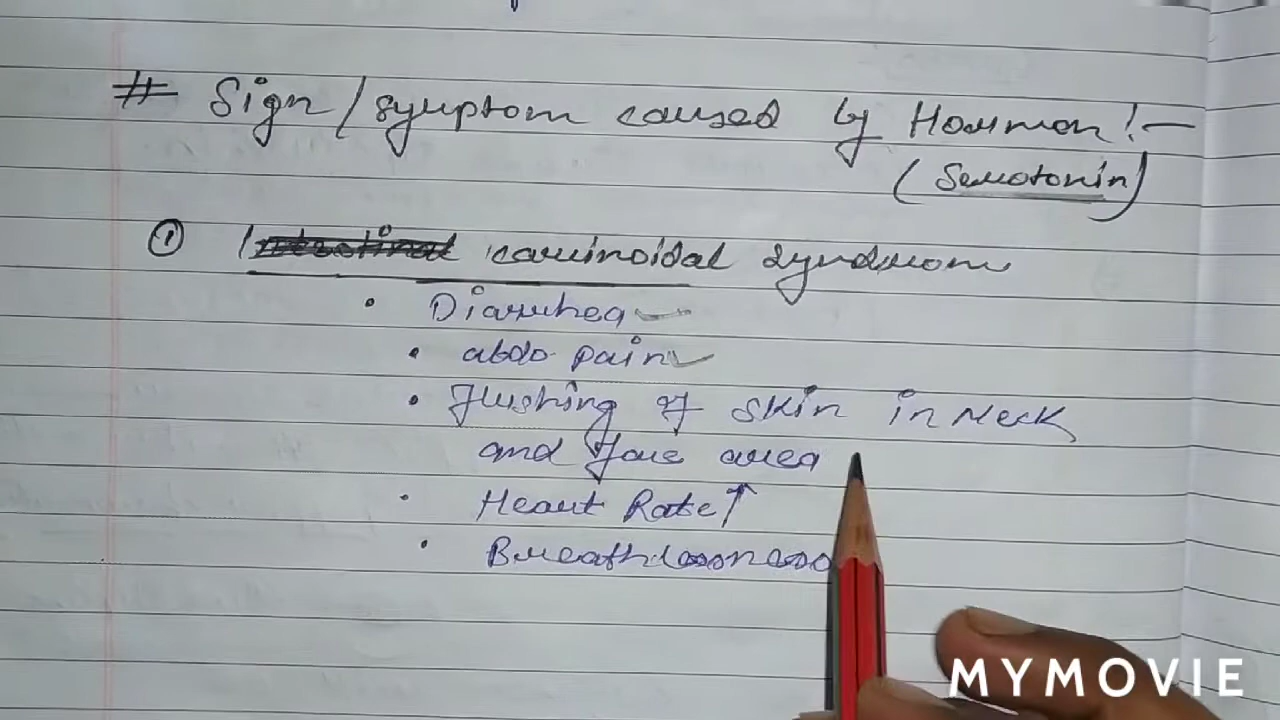 # Sign/symptom caused by Hormon:-
(Serotonin)
① carcinoidal syndrom
• Diarrhea
• abdo pain
• Flushing of skin in Neck
and face area
• Heart Rate↑
• Breathlessness
MYMOVIE